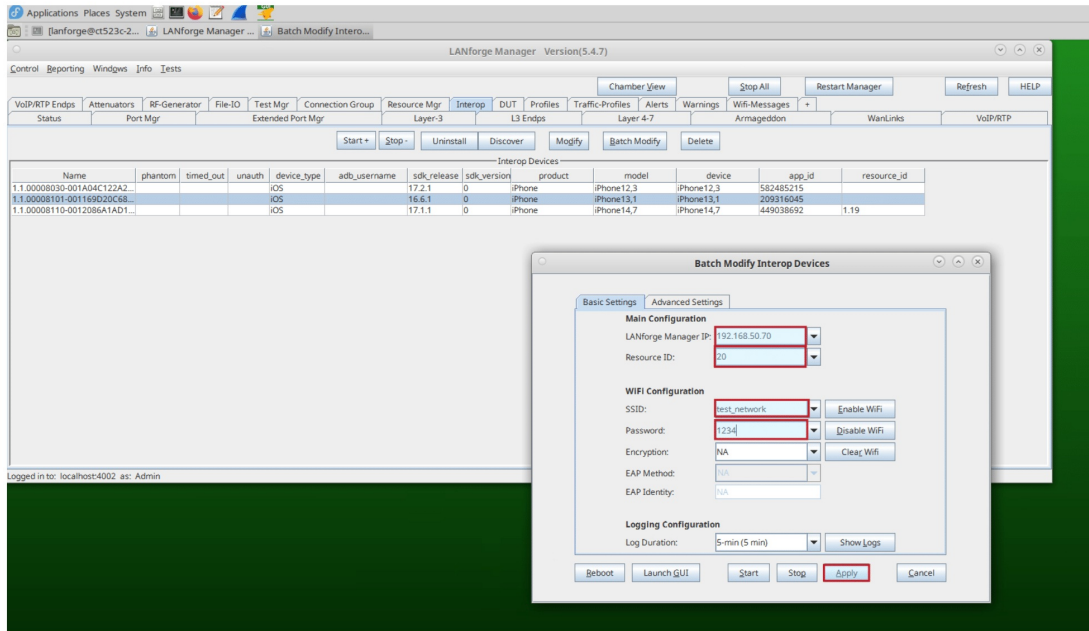 Applications Places System
[lanforge@ct523c-2... LANforge Manager ... Batch Modify Intero...
LANforge Manager Version(5.4.7)
Control Reporting Windows Info Tests
Chamber View Stop All Restart Manager Refresh HELP
VoIP/RTP Endps Attenuators RF-Generator File-IO Test Mgr Connection Group Resource Mgr Interop DUT Profiles Traffic-Profiles Alerts Warnings Wifi-Messages +
Status Port Mgr Extended Port Mgr Layer-3 L3 Endps Layer 4-7 Armageddon WanLinks VoIP/RTP
Start + Stop - Uninstall Discover Modify Batch Modify Delete
Interop Devices
Name phantom timed_out unauth device_type adb_username sdk_release sdk_version product model device app_id resource_id
1.1.00008030-001A04C122A2... iOS 17.2.1 0 iPhone iPhone12,3 iPhone12,3 582485215
1.1.00008101-001169D20C68... iOS 16.6.1 0 iPhone iPhone13,1 iPhone13,1 209316045
1.1.00008110-0012086A1AD1... iOS 17.1.1 0 iPhone iPhone14,7 iPhone14,7 449038692 1.19
Batch Modify Interop Devices
Basic Settings Advanced Settings
Main Configuration
LANforge Manager IP: 192.168.50.70
Resource ID: 20
WiFi Configuration
SSID: test_network Enable WiFi
Password: 1234 Disable WiFi
Encryption: NA Clear Wifi
EAP Method: NA
EAP Identity: NA
Logging Configuration
Log Duration: 5-min (5 min) Show Logs
Reboot Launch GUI Start Stop Apply Cancel
Logged in to: localhost:4002 as: Admin